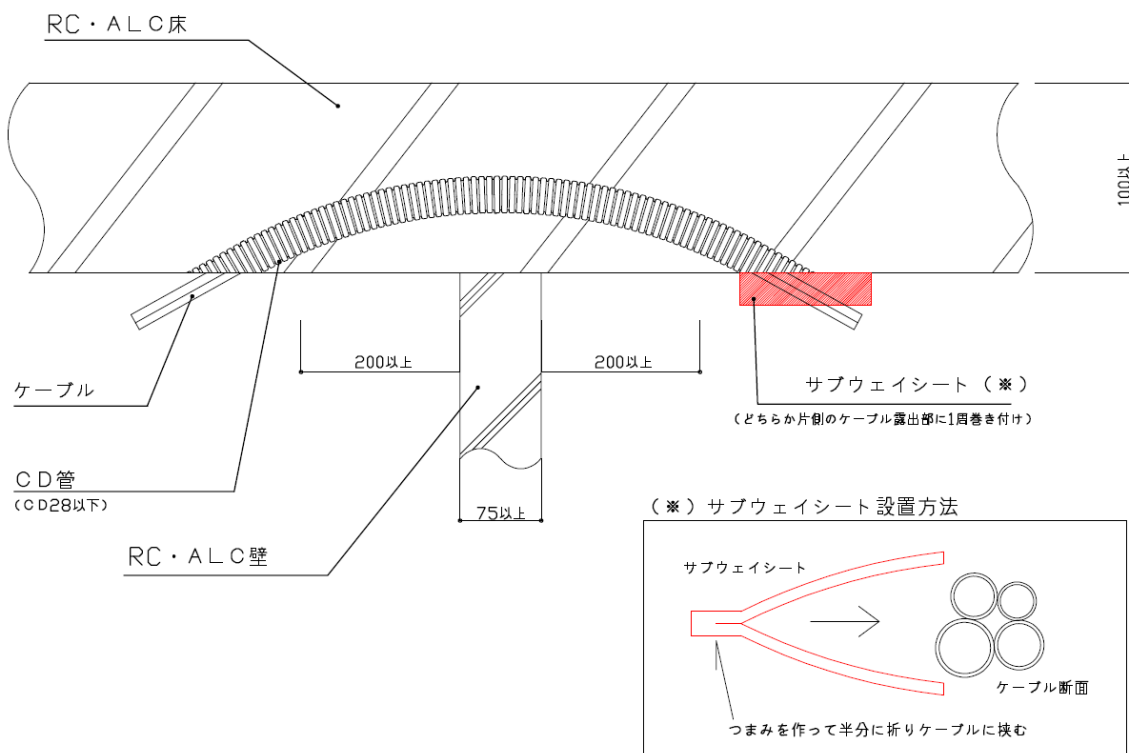 RC・ALC床
100以上
200以上
200以上
ケーブル
サブウェイシート(※)
(どちらか片側のケーブル露出部に1周巻き付け)
CD管
(CD28以下)
75以上
RC・ALC壁
(※)サブウェイシート設置方法
サブウェイシート
ケーブル断面
つまみを作って半分に折りケーブルに挟む